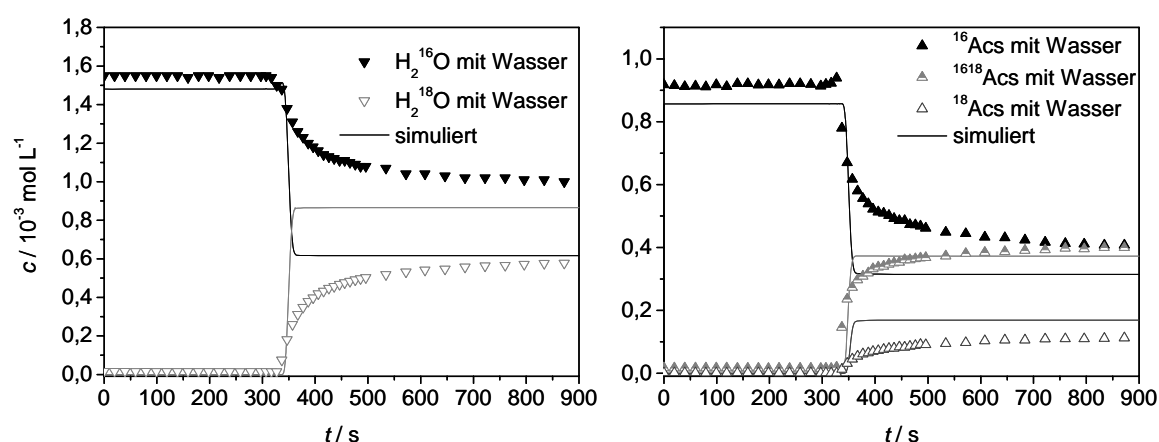 1,8
1,6
1,4
1,2
1,0
0,8
0,6
0,4
0,2
0,0
c / 10⁻³ mol L⁻¹
H₂¹⁶O mit Wasser
H₂¹⁸O mit Wasser
simuliert
0 100 200 300 400 500 600 700 800 900
t / s
1,0
0,8
0,6
0,4
0,2
0,0
¹⁶Acs mit Wasser
¹⁶¹⁸Acs mit Wasser
¹⁸Acs mit Wasser
simuliert
0 100 200 300 400 500 600 700 800 900
t / s